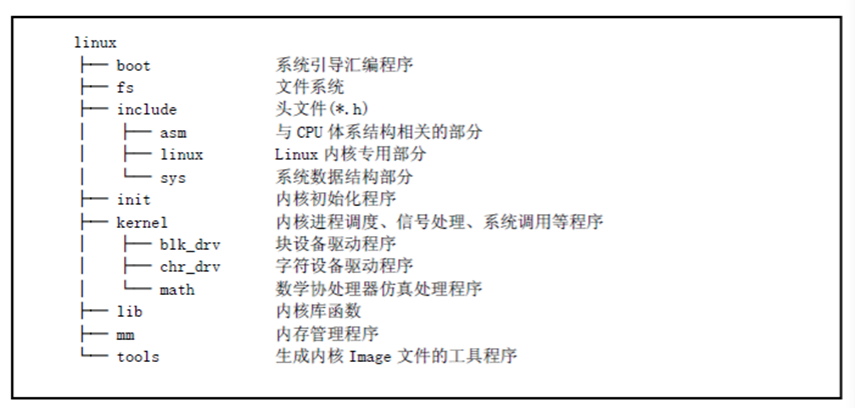 linux
├── boot 系统引导汇编程序
├── fs 文件系统
├── include 头文件(*.h)
│ ├── asm 与 CPU 体系结构相关的部分
│ ├── linux Linux 内核专用部分
│ └── sys 系统数据结构部分
├── init 内核初始化程序
├── kernel 内核进程调度、信号处理、系统调用等程序
│ ├── blk_drv 块设备驱动程序
│ ├── chr_drv 字符设备驱动程序
│ └── math 数学协处理器仿真处理程序
├── lib 内核库函数
├── mm 内存管理程序
└── tools 生成内核 Image 文件的工具程序